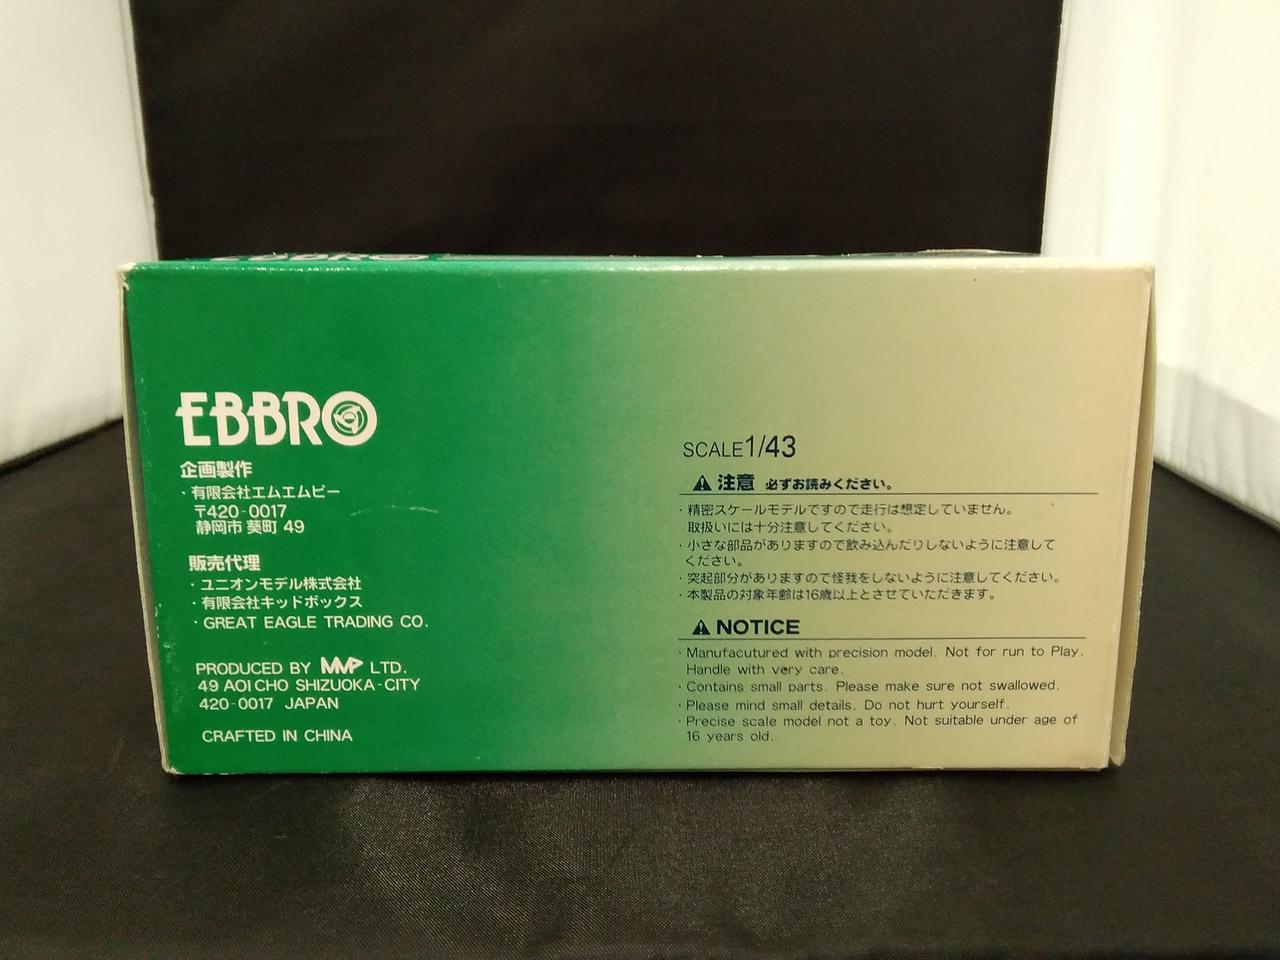 EBBRO
企画製作
・有限会社エムエムピー
〒420-0017
静岡市 葵町 49
販売代理
・ユニオンモデル株式会社
・有限会社キッドボックス
・GREAT EAGLE TRADING CO.
PRODUCED BY MMP LTD.
49 AOI CHO SHIZUOKA-CITY
420-0017 JAPAN
CRAFTED IN CHINA
SCALE1/43
注意 必ずお読みください。
・精密スケールモデルですので走行は想定していません。
取扱いには十分注意してください。
・小さな部品がありますので飲み込んだりしないように注意して
ください。
・突起部分がありますので怪我をしないように注意してください。
・本製品の対象年齢は16歳以上とさせていただきます。
NOTICE
・Manufacutured with precision model. Not for run to Play.
Handle with very care.
・Contains small parts. Please make sure not swallowed.
・Please mind small details. Do not hurt yourself.
・Precise scale model not a toy. Not suitable under age of
16 years old.